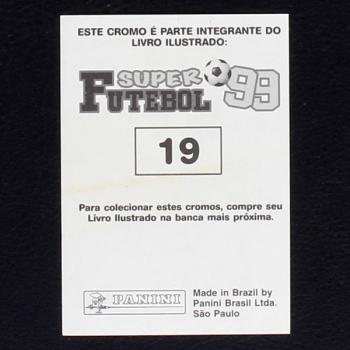 ESTE CROMO É PARTE INTEGRANTE DO
LIVRO ILUSTRADO:
SUPER
FUTEBOL 99
19
Para colecionar estes cromos, compre seu
Livro Ilustrado na banca mais próxima.
PANINI
Made in Brazil by
Panini Brasil Ltda.
São Paulo